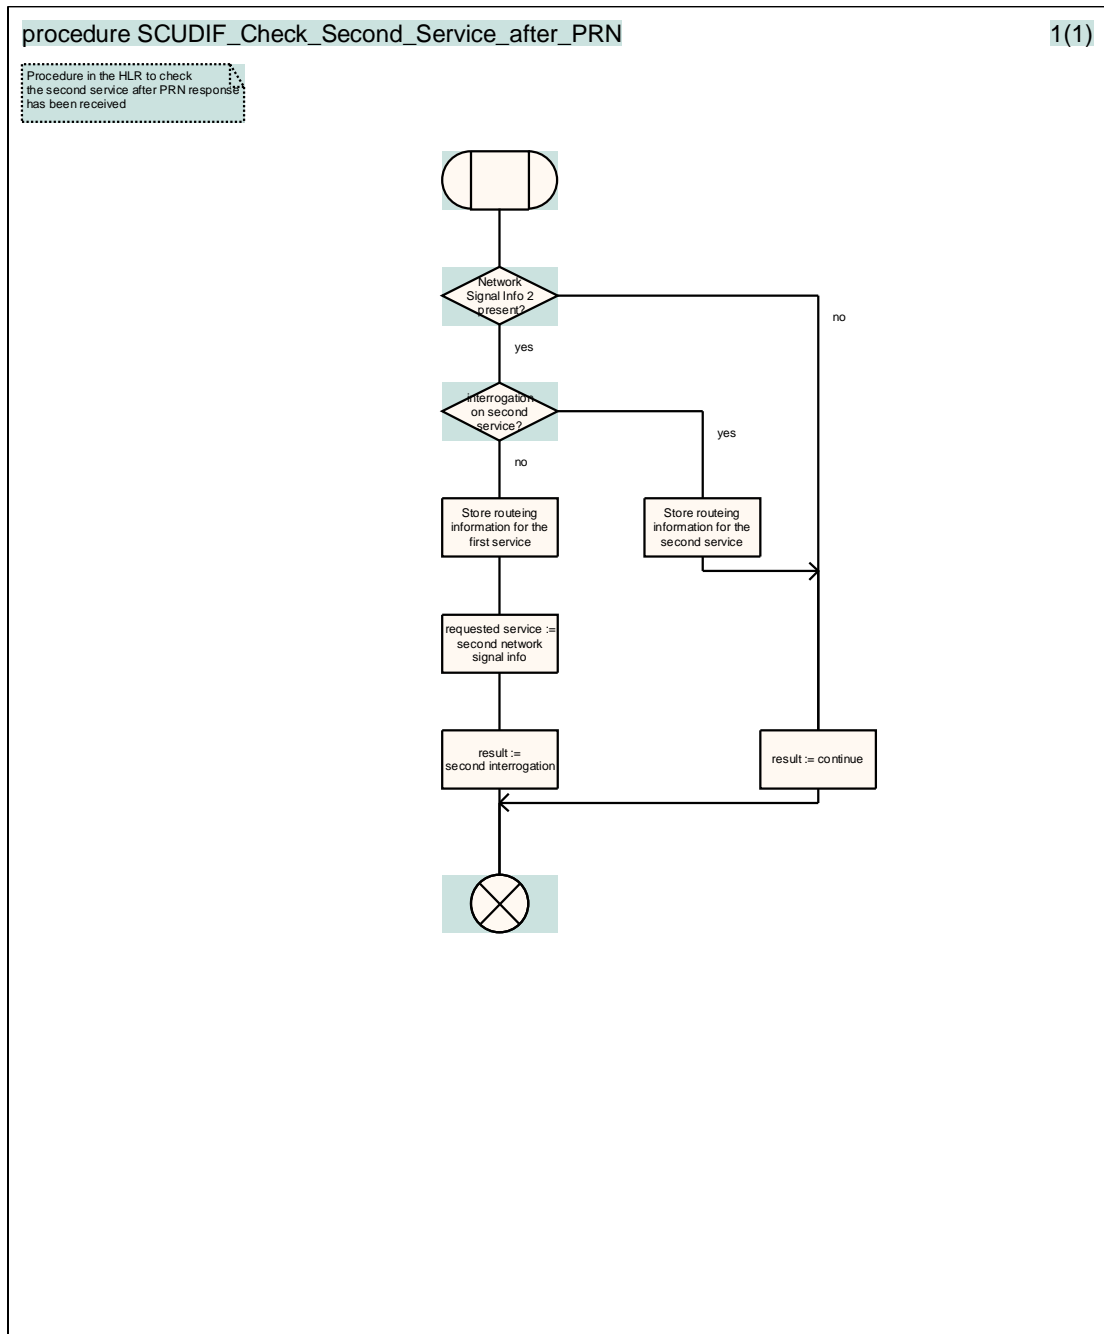 procedure SCUDIF_Check_Second_Service_after_PRN
1(1)
Procedure in the HLR to check
the second service after PRN response
has been received
Network
Signal Info 2
present?
no
yes
interrogation
on second
service?
yes
no
Store routeing
information for the
first service
Store routeing
information for the
second service
requested service :=
second network
signal info
result :=
second interrogation
result := continue